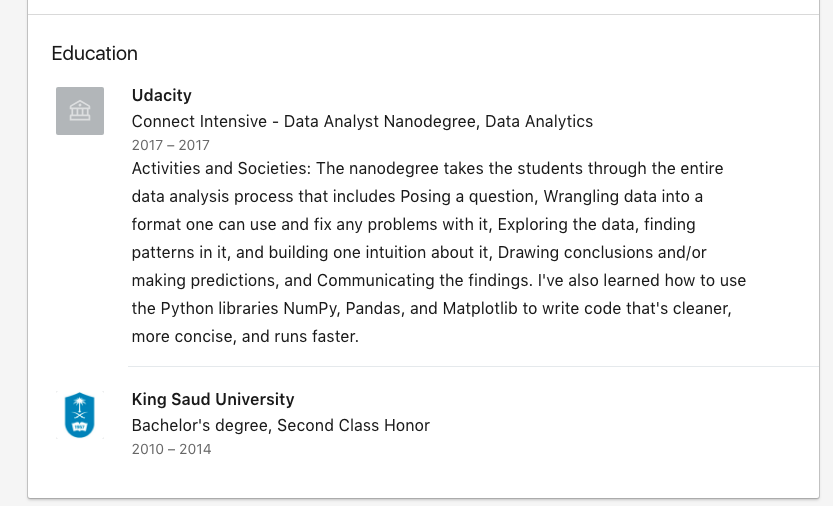 Education
Udacity
Connect Intensive - Data Analyst Nanodegree, Data Analytics
2017 – 2017
Activities and Societies: The nanodegree takes the students through the entire
data analysis process that includes Posing a question, Wrangling data into a
format one can use and fix any problems with it, Exploring the data, finding
patterns in it, and building one intuition about it, Drawing conclusions and/or
making predictions, and Communicating the findings. I've also learned how to use
the Python libraries NumPy, Pandas, and Matplotlib to write code that's cleaner,
more concise, and runs faster.
King Saud University
Bachelor's degree, Second Class Honor
2010 – 2014